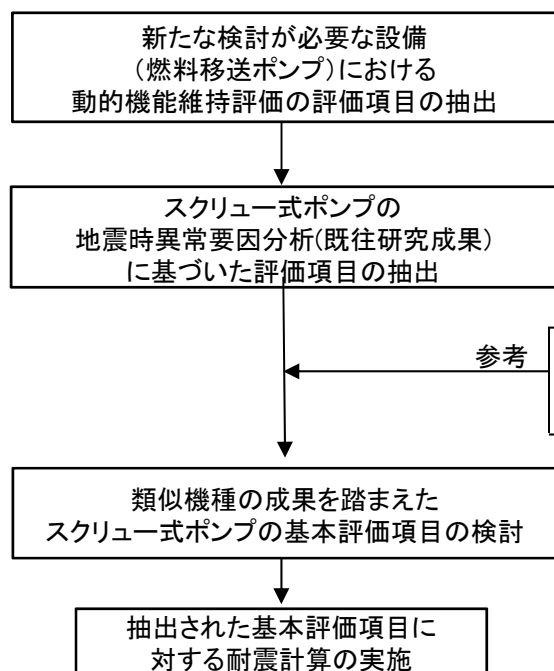 新たな検討が必要な設備
（燃料移送ポンプ）における
動的機能維持評価の評価項目の抽出
スクリュー式ポンプの
地震時異常要因分析(既往研究成果)
に基づいた評価項目の抽出
参考
類似機種の成果を踏まえた
スクリュー式ポンプの基本評価項目の検討
抽出された基本評価項目に
対する耐震計算の実施